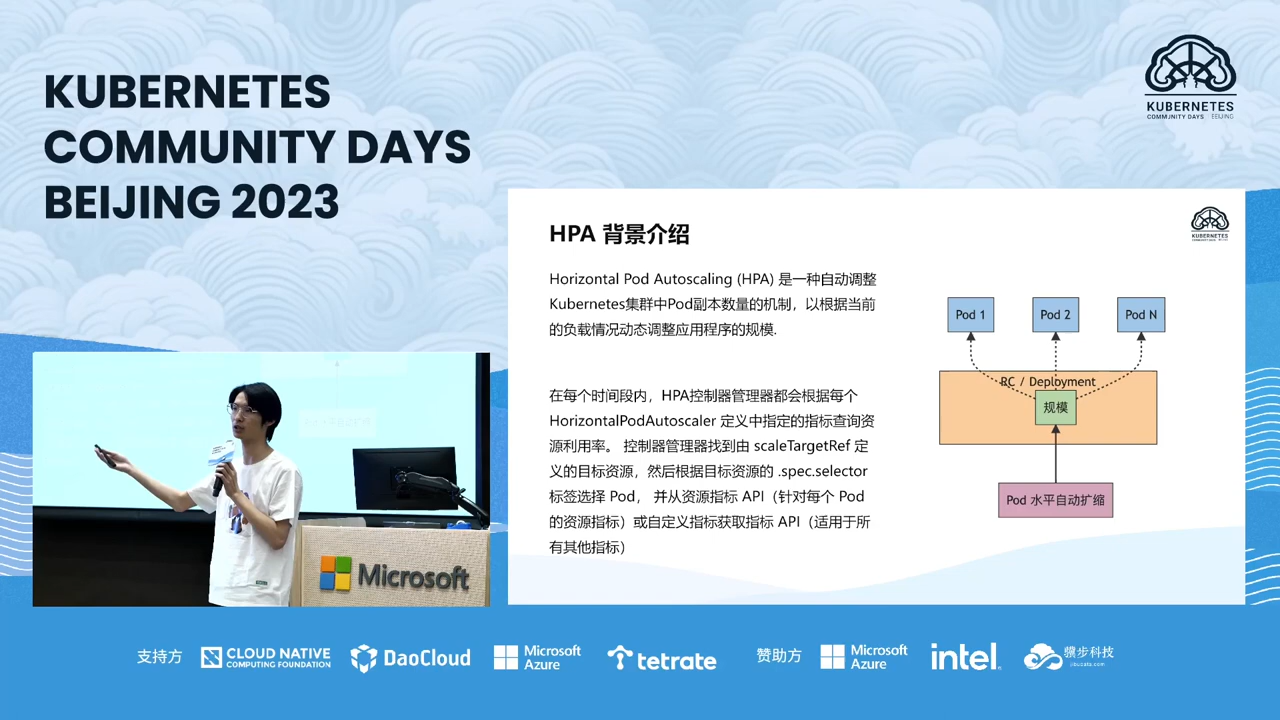 KUBERNETES
COMMUNITY DAYS
BEIJING 2023
KUBERNETES
COMMUNITY DAYS BEIJING
HPA 背景介绍
KUBERNETES
Horizontal Pod Autoscaling (HPA) 是一种自动调整
Kubernetes集群中Pod副本数量的机制，以根据当前
的负载情况动态调整应用程序的规模.
在每个时间段内，HPA控制器管理器都会根据每个
HorizontalPodAutoscaler 定义中指定的指标查询资
源利用率。 控制器管理器找到由 scaleTargetRef 定
义的目标资源，然后根据目标资源的 .spec.selector
标签选择 Pod， 并从资源指标 API（针对每个 Pod
的资源指标）或自定义指标获取指标 API（适用于所
有其他指标）
Pod 1
Pod 2
Pod N
RC / Deployment
规模
Pod 水平自动扩缩
Microsoft
支持方
CLOUD NATIVE
COMPUTING FOUNDATION
DaoCloud
Microsoft
Azure
tetrate
赞助方
Microsoft
Azure
intel.
骥步科技
jibudata.com